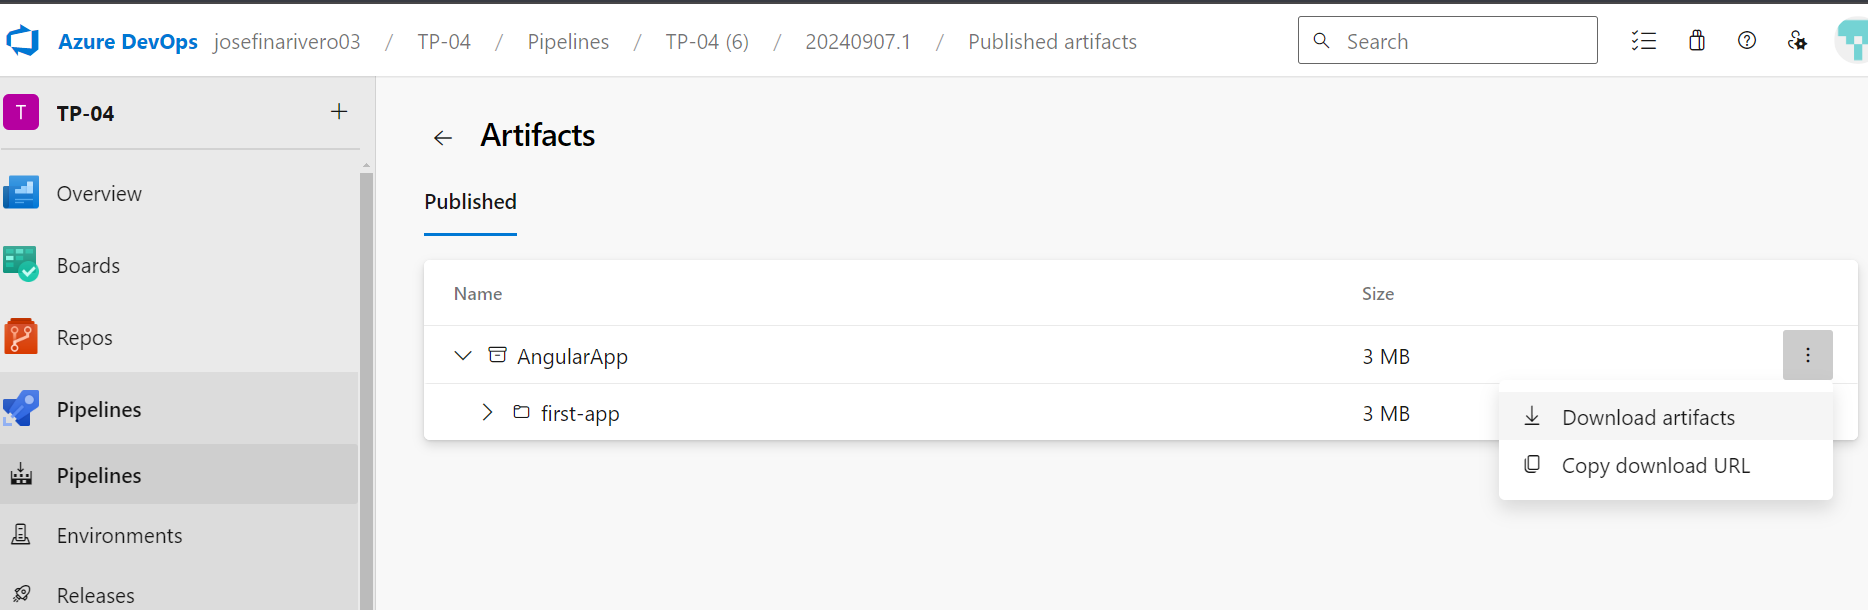 Azure DevOps josefinarivero03 / TP-04 / Pipelines / TP-04 (6) / 20240907.1 / Published artifacts Search
T TP-04 +
Overview
Boards
Repos
Pipelines
Pipelines
Environments
Releases
Artifacts
Published
Name Size
AngularApp 3 MB
first-app 3 MB
Download artifacts
Copy download URL